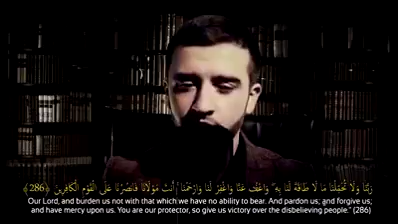 رَبَّنَا وَلَا تُحَمِّلْنَا مَا لَا طَاقَةَ لَنَا بِهِ ۖ وَاعْفُ عَنَّا وَاغْفِرْ لَنَا وَارْحَمْنَا ۚ أَنتَ مَوْلَانَا فَانصُرْنَا عَلَى الْقَوْمِ الْكَافِرِينَ ﴿286﴾
Our Lord, and burden us not with that which we have no ability to bear. And pardon us; and forgive us;
and have mercy upon us. You are our protector, so give us victory over the disbelieving people." (286)